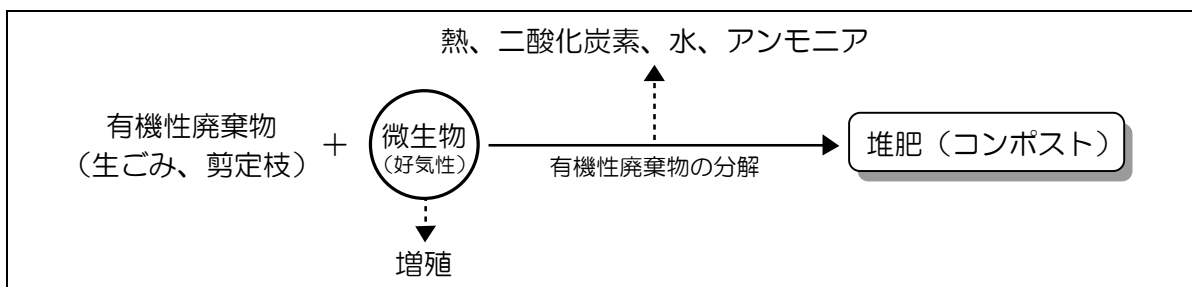 熱、二酸化炭素、水、アンモニア
有機性廃棄物
（生ごみ、剪定枝）
＋
微生物
（好気性）
有機性廃棄物の分解
堆肥（コンポスト）
増殖